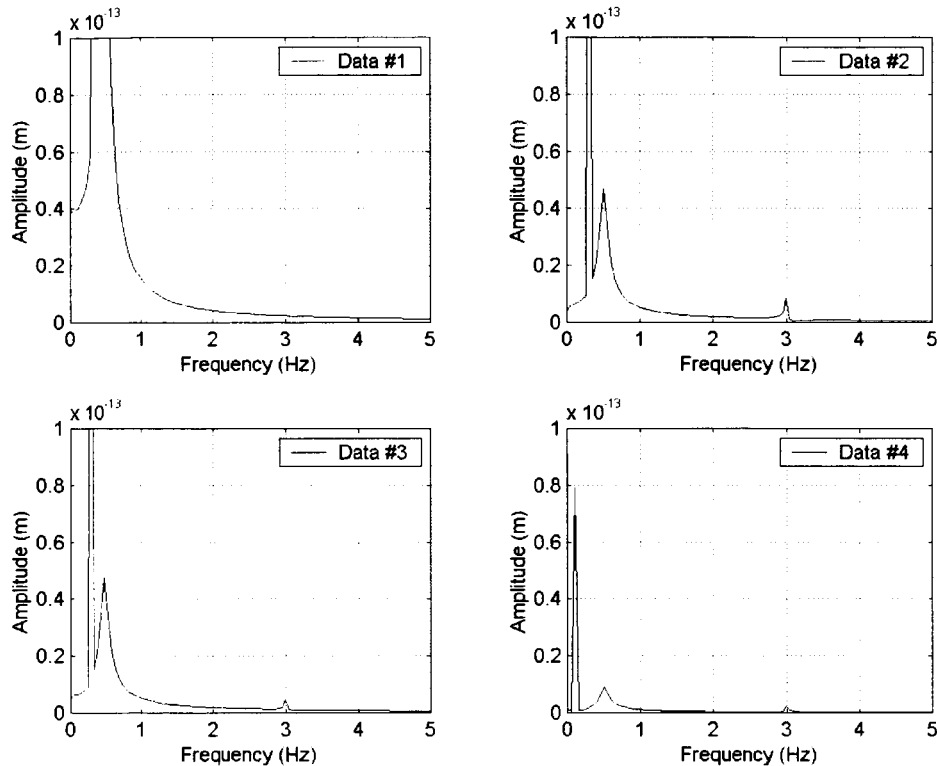 x 10-13
Data #1
1
0.8
0.6
0.4
0.2
0
Amplitude (m)
0 1 2 3 4 5
Frequency (Hz)
x 10-13
Data #2
1
0.8
0.6
0.4
0.2
0
Amplitude (m)
0 1 2 3 4 5
Frequency (Hz)
x 10-13
Data #3
1
0.8
0.6
0.4
0.2
0
Amplitude (m)
0 1 2 3 4 5
Frequency (Hz)
x 10-13
Data #4
1
0.8
0.6
0.4
0.2
0
Amplitude (m)
0 1 2 3 4 5
Frequency (Hz)